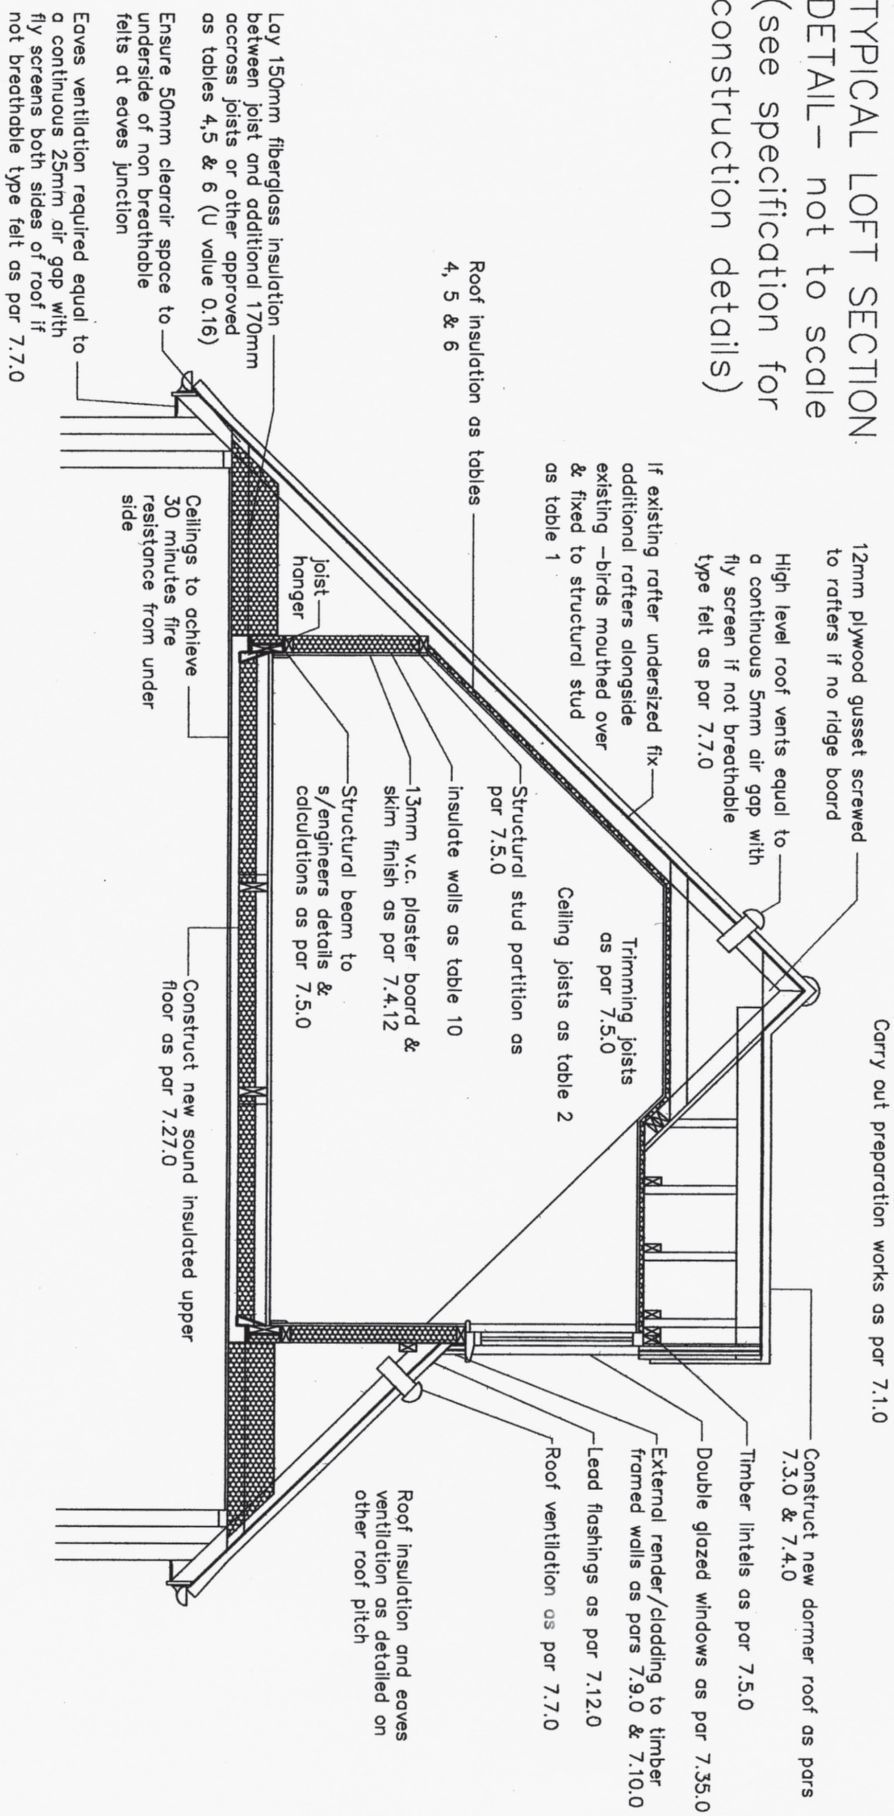 TYPICAL LOFT SECTION
DETAIL— not to scale
(see specification for
construction details)
Carry out preparation works as par 7.1.0
12mm plywood gusset screwed
to rafters if no ridge board
High level roof vents equal to
a continuous 5mm air gap with
fly screen if not breathable
type felt as par 7.7.0
If existing rafter undersized fix
additional rafters alongside
existing —birds mouthed over
& fixed to structural stud
as table 1
Roof insulation as tables
4, 5 & 6
Lay 150mm fiberglass insulation
between joist and additional 170mm
accross joists or other approved
as tables 4,5 & 6 (U value 0.16)
Ensure 50mm clearair space to
underside of non breathable
felts at eaves junction
Eaves ventilation required equal to
a continuous 25mm air gap with
fly screens both sides of roof if
not breathable type felt as par 7.7.0
Trimming joists
as par 7.5.0
Ceiling joists as table 2
Structural stud partition as
par 7.5.0
insulate walls as table 10
13mm v.c. plaster board &
skim finish as par 7.4.12
Structural beam to
s/engineers details &
calculations as par 7.5.0
joist
hanger
Ceilings to achieve
30 minutes fire
resistance from under
side
Construct new sound insulated upper
floor as par 7.27.0
Construct new dormer roof as pars
7.3.0 & 7.4.0
Timber lintels as par 7.5.0
Double glazed windows as par 7.35.0
External render/cladding to timber
framed walls as pars 7.9.0 & 7.10.0
Lead flashings as par 7.12.0
Roof ventilation as par 7.7.0
Roof insulation and eaves
ventilation as detailed on
other roof pitch